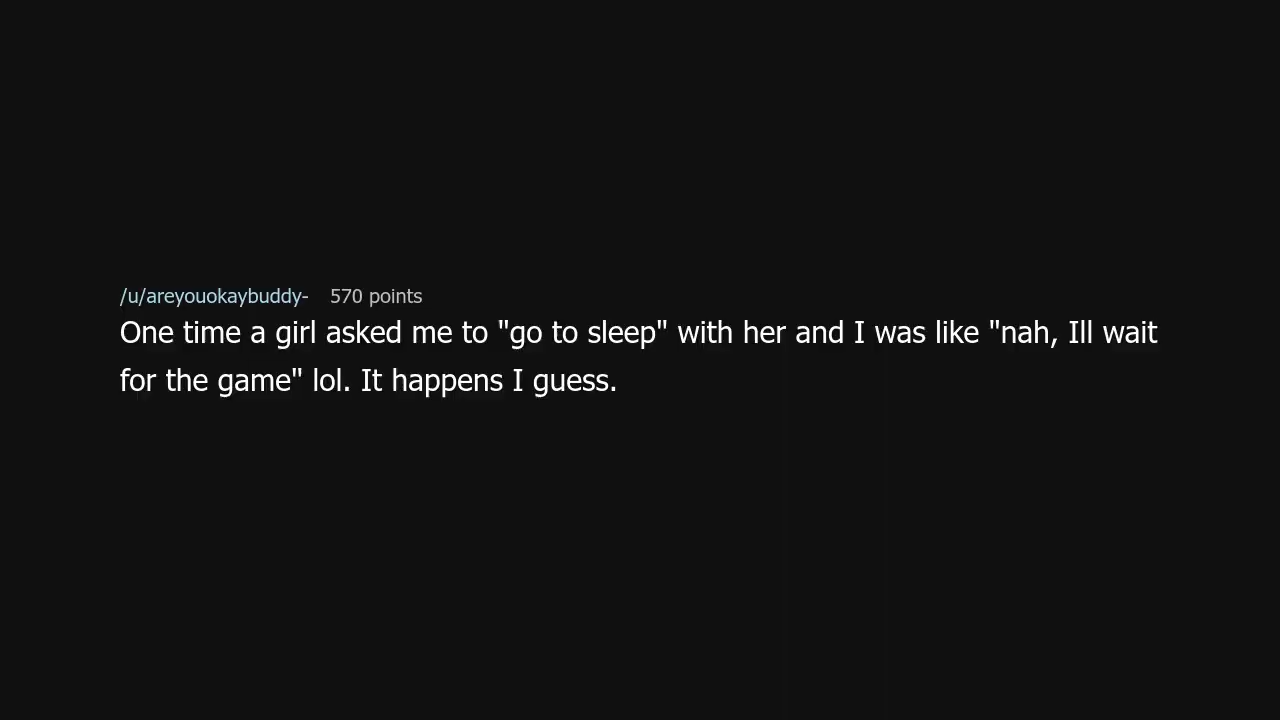 /u/areyouokaybuddy- 570 points
One time a girl asked me to "go to sleep" with her and I was like "nah, Ill wait
for the game" lol. It happens I guess.